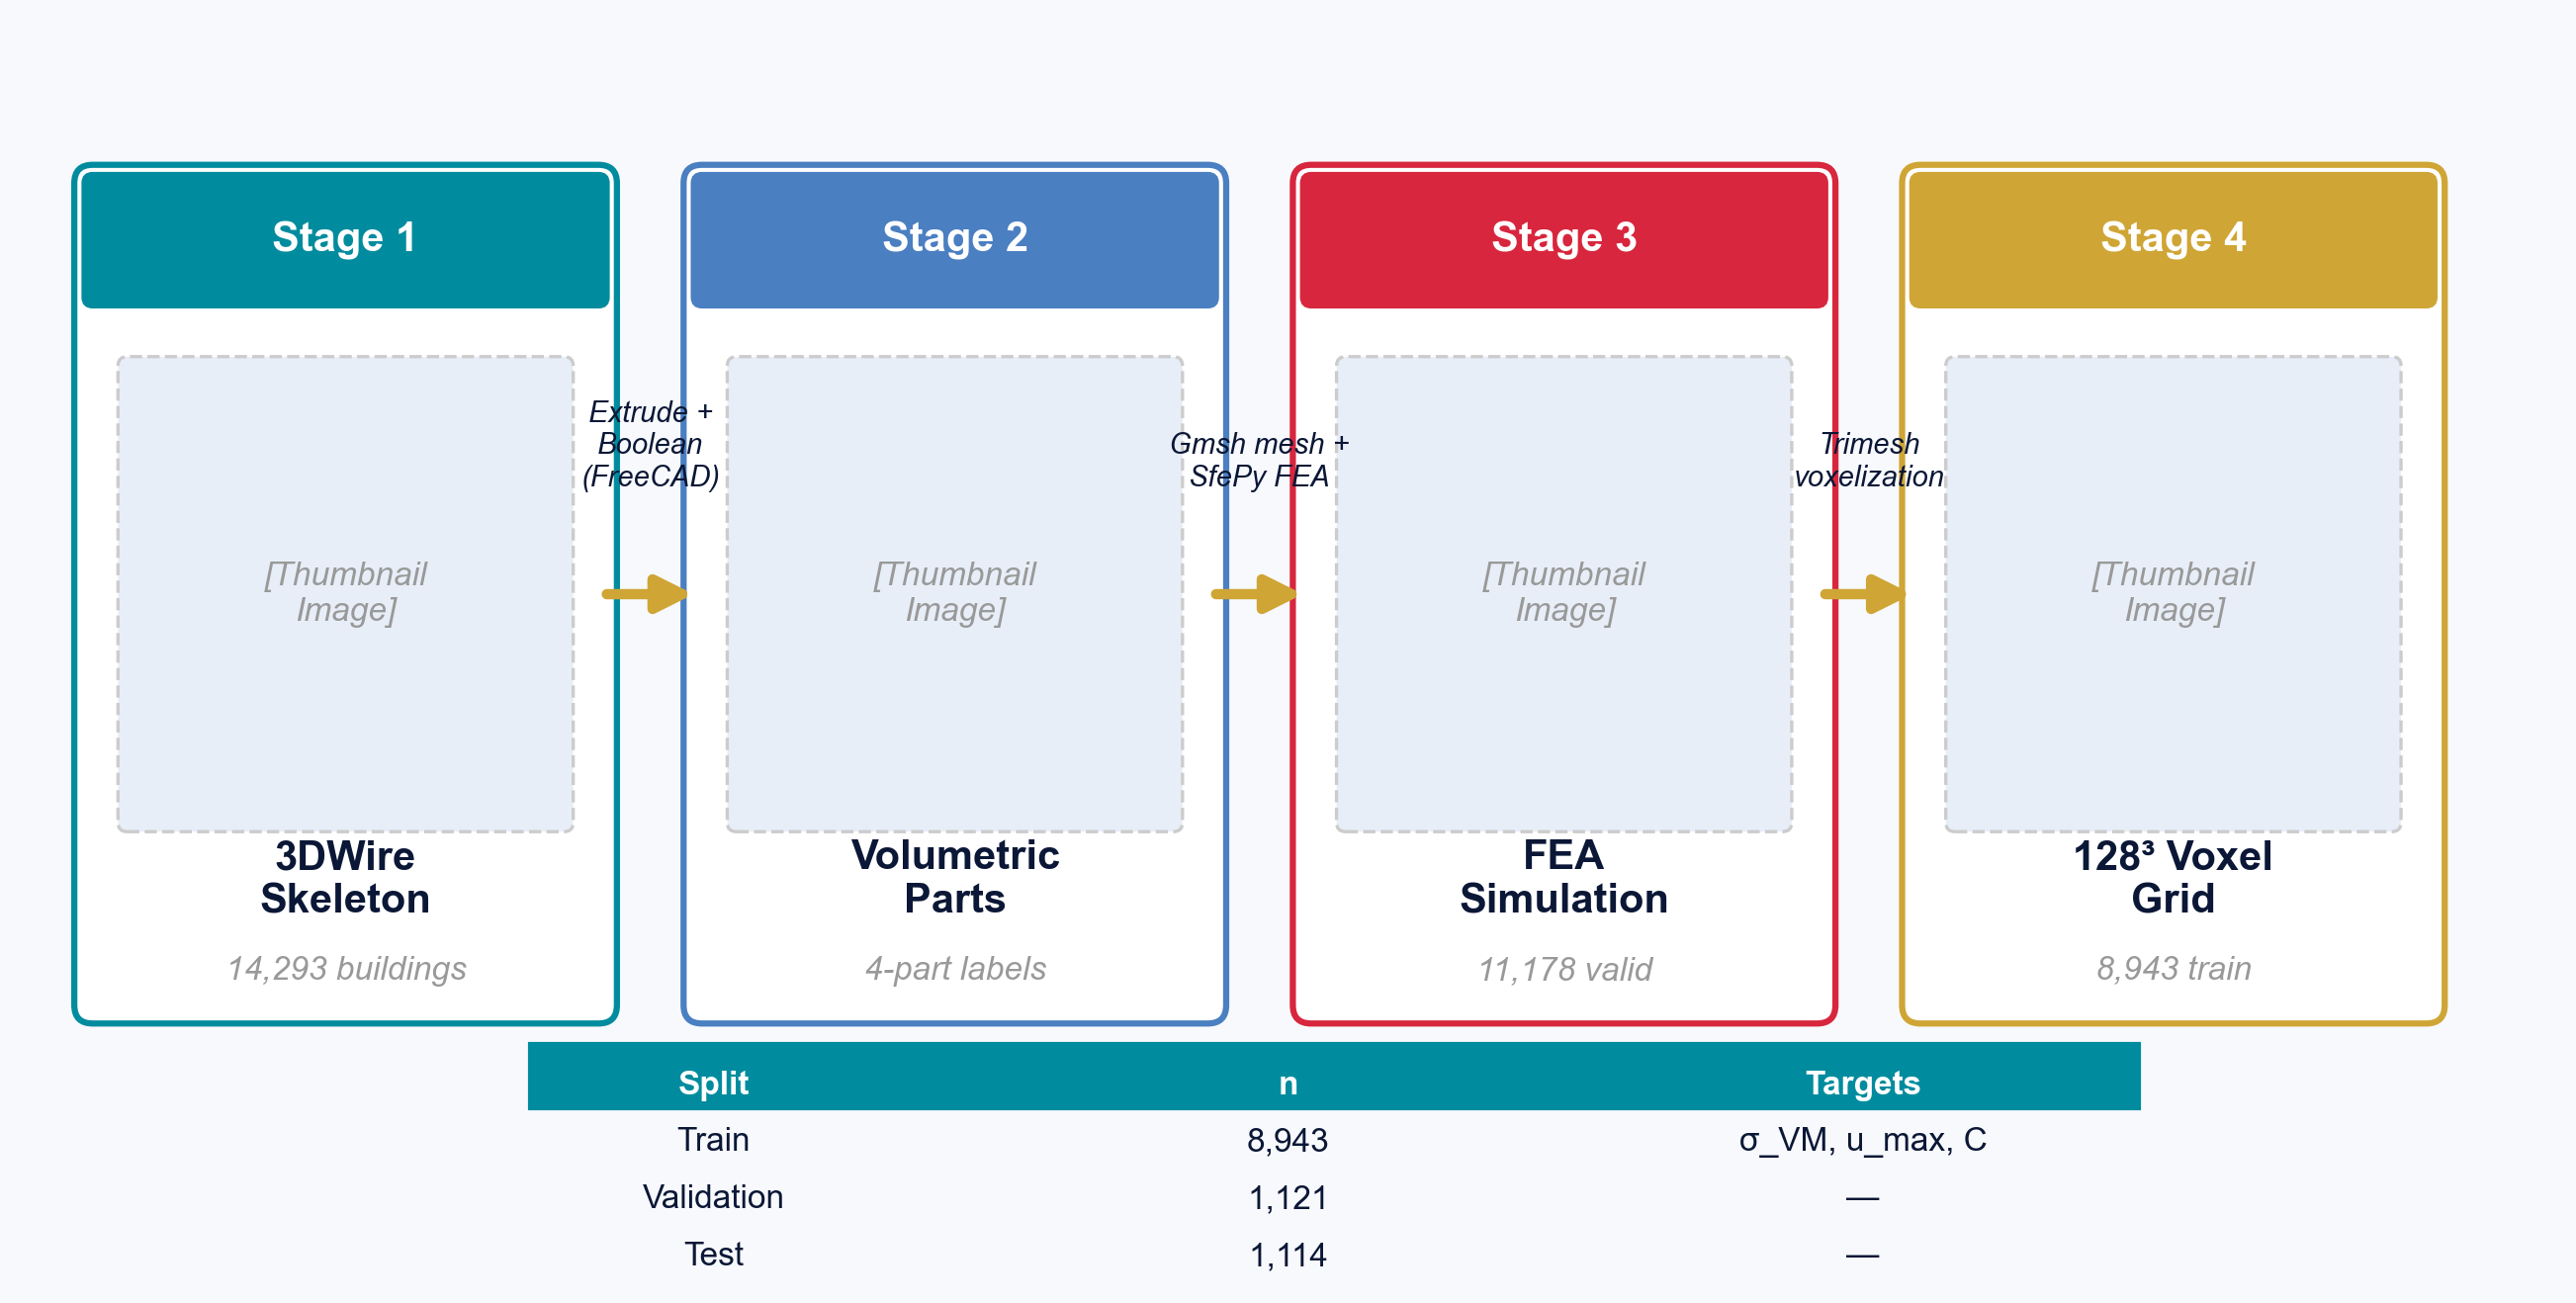 Stage 1
Stage 2
Stage 3
Stage 4
Extrude +
Boolean
(FreeCAD)
Gmsh mesh +
SfePy FEA
Trimesh
voxelization
[Thumbnail
Image]
[Thumbnail
Image]
[Thumbnail
Image]
[Thumbnail
Image]
3DWire
Skeleton
14,293 buildings
Volumetric
Parts
4-part labels
FEA
Simulation
11,178 valid
128³ Voxel
Grid
8,943 train
Split n Targets
Train 8,943 σ_VM, u_max, C
Validation 1,121 —
Test 1,114 —